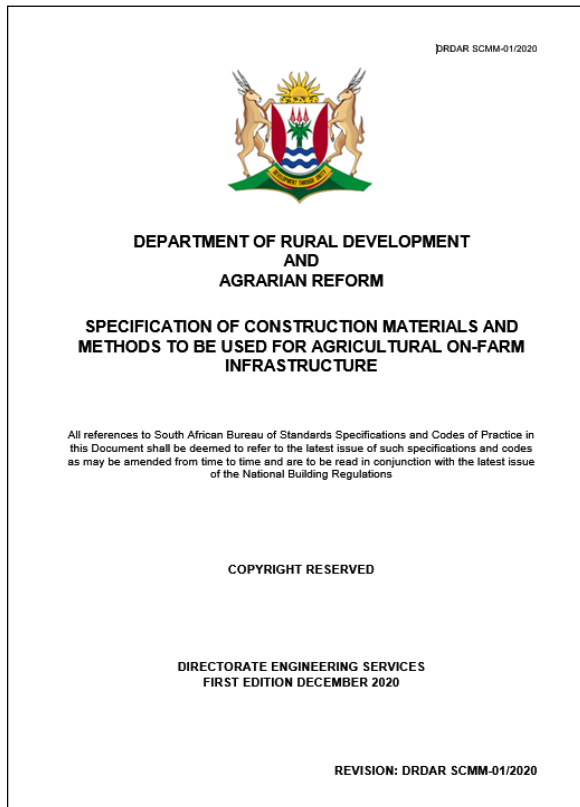 DRDAR SCMM-01/2020
DEVELOPMENT THROUGH UNITY
DEPARTMENT OF RURAL DEVELOPMENT
AND
AGRARIAN REFORM
SPECIFICATION OF CONSTRUCTION MATERIALS AND
METHODS TO BE USED FOR AGRICULTURAL ON-FARM
INFRASTRUCTURE
All references to South African Bureau of Standards Specifications and Codes of Practice in
this Document shall be deemed to refer to the latest issue of such specifications and codes
as may be amended from time to time and are to be read in conjunction with the latest issue
of the National Building Regulations
COPYRIGHT RESERVED
DIRECTORATE ENGINEERING SERVICES
FIRST EDITION DECEMBER 2020
REVISION: DRDAR SCMM-01/2020